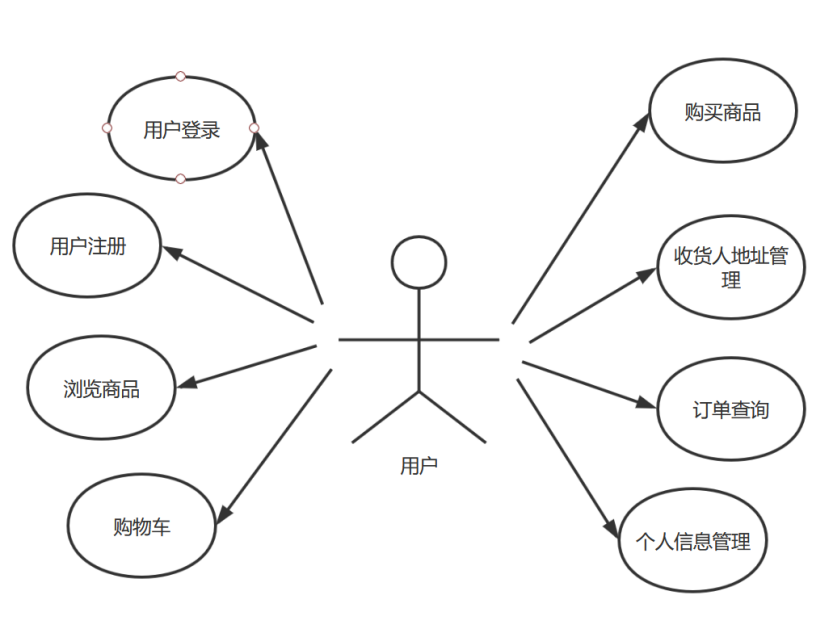 用户登录
用户注册
浏览商品
购物车
用户
购买商品
收货人地址管
理
订单查询
个人信息管理